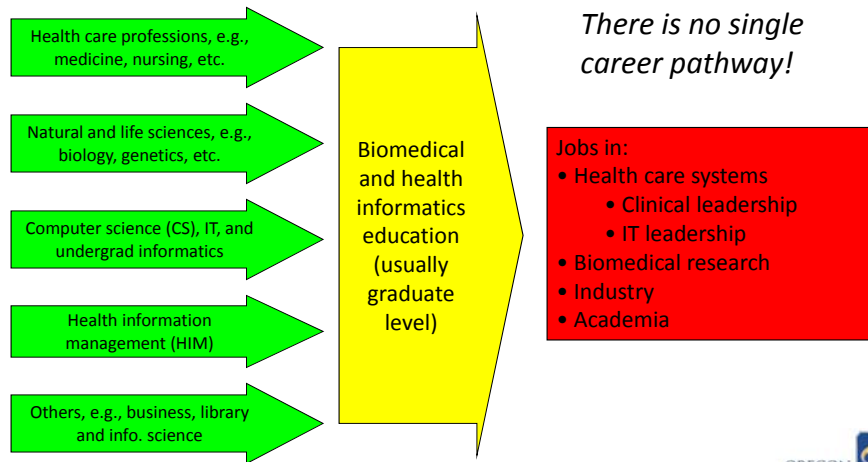 There is no single
career pathway!
Health care professions, e.g.,
medicine, nursing, etc.
Natural and life sciences, e.g.,
biology, genetics, etc.
Computer science (CS), IT, and
undergrad informatics
Health information
management (HIM)
Others, e.g., business, library
and info. science
Biomedical
and health
informatics
education
(usually
graduate
level)
Jobs in:
• Health care systems
• Clinical leadership
• IT leadership
• Biomedical research
• Industry
• Academia